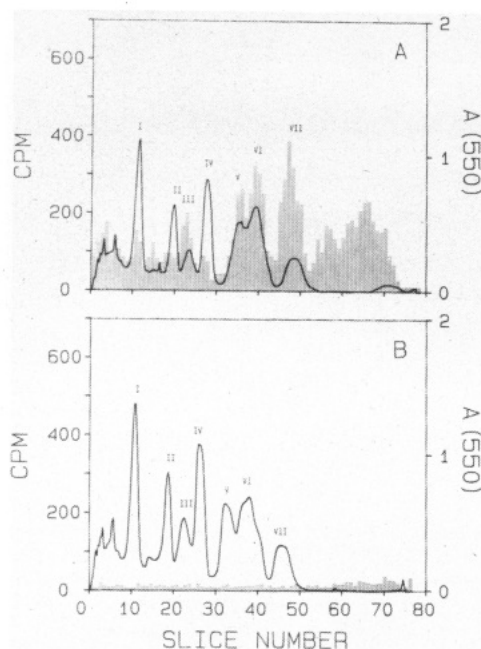 A
600
400
200
0
CPM
2
1
0
A (550)
I
II
III
IV
V
VI
VII
B
600
400
200
0
CPM
2
1
0
A (550)
I
II
III
IV
V
VI
VII
0 10 20 30 40 50 60 70 80
SLICE NUMBER